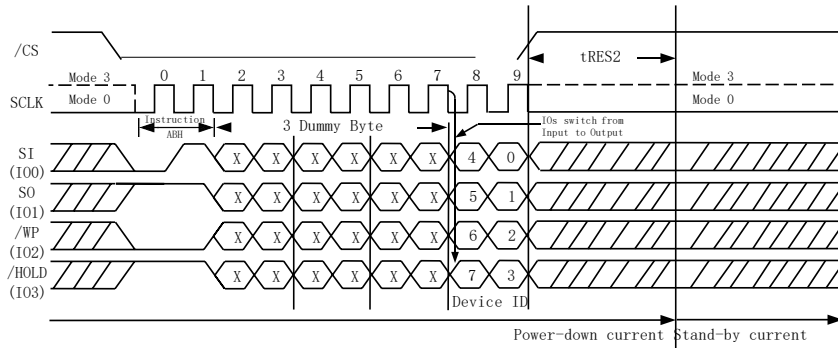 /CS
tRES2
0 1 2 3 4 5 6 7 8 9
Mode 3
Mode 3
SCLK
Mode 0
Mode 0
Instruction
ABH
3 Dummy Byte
IOs switch from
Input to Output
SI
(IO0)
X X X X X X 4 0
SO
(IO1)
X X X X X X 5 1
/WP
(IO2)
X X X X X X 6 2
/HOLD
(IO3)
X X X X X X 7 3
Device ID
Power-down current Stand-by current